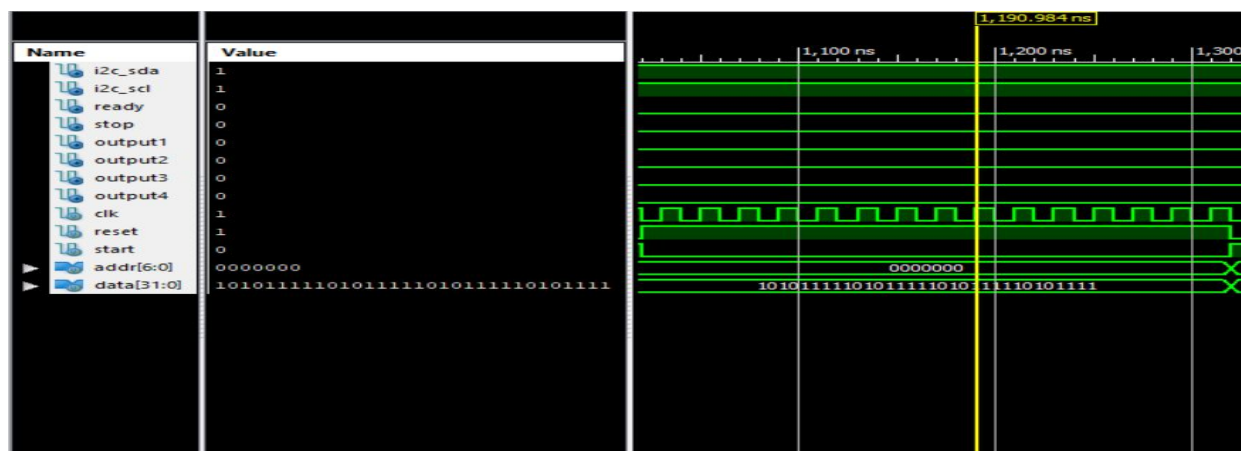 1,190.984 ns
Name Value 1,100 ns 1,200 ns 1,300
i2c_sda 1
i2c_scl 1
ready 0
stop 0
output1 0
output2 0
output3 0
output4 0
clk 1
reset 1
start 0
addr[6:0] 0000000 0000000
data[31:0] 10101111101011111010111110101111 10101111101011111010111110101111